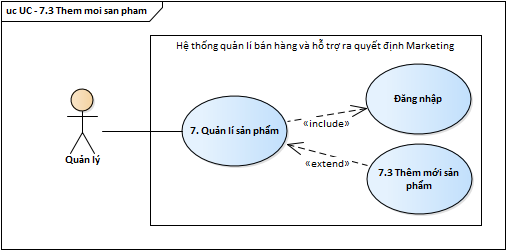 uc UC - 7.3 Them moi san pham
Hệ thống quản lí bán hàng và hỗ trợ ra quyết định Marketing
Đăng nhập
7. Quản lí sản phẩm
«include»
Quản lý
«extend»
7.3 Thêm mới sản
phẩm